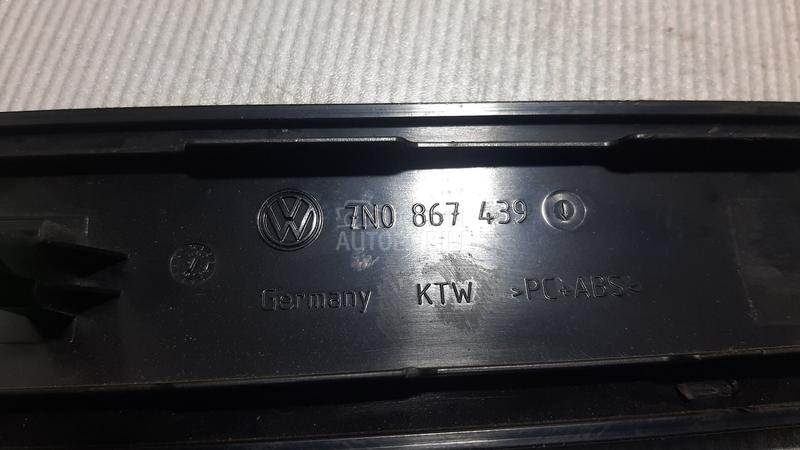 7N0 867 439
Germany KTW >PC+ABS<